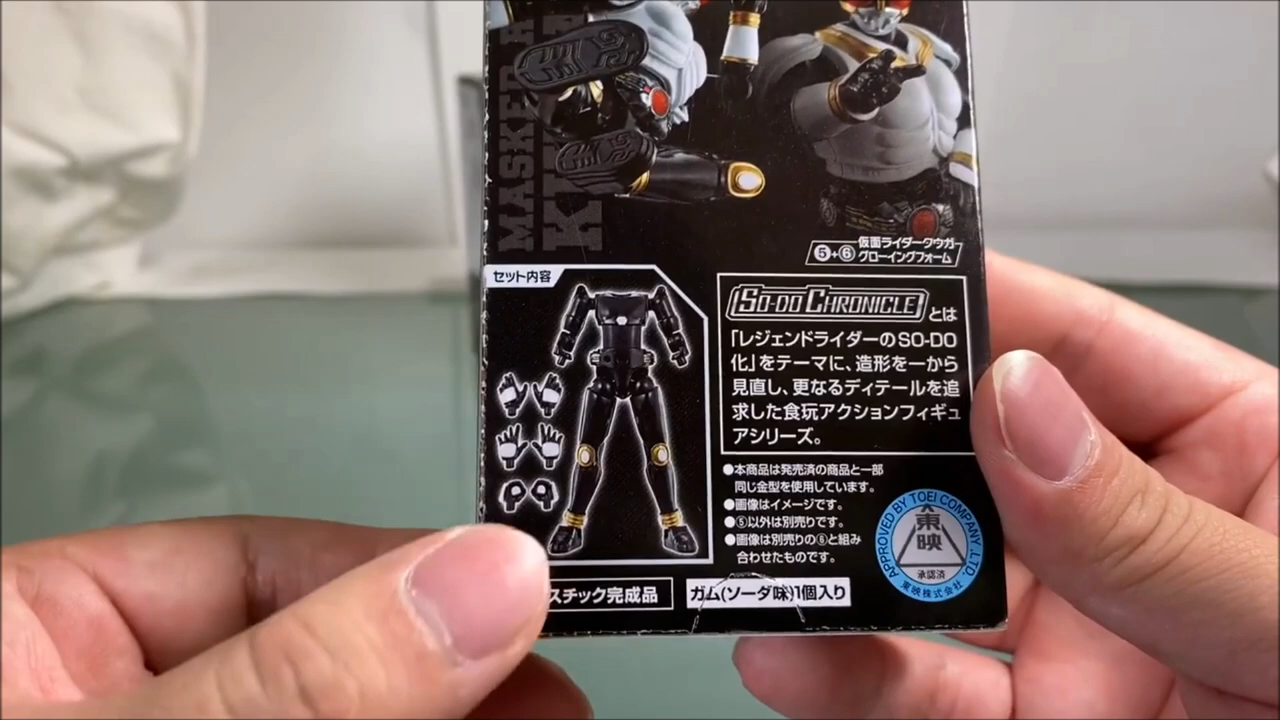 MASKED
⑤+⑥
仮面ライダークウガ
グローイングフォーム
セット内容
SO-DO CHRONICLE とは
「レジェンドライダーのSO-DO
化」をテーマに、造形を一から
見直し、更なるディテールを追
求した食玩アクションフィギュ
アシリーズ。
●本商品は発売済の商品と一部
同じ金型を使用しています。
●画像はイメージです。
●⑤以外は別売りです。
●画像は別売りの⑥と組み
合わせたものです。
APPROVED BY TOEI COMPANY, LTD.
東映
承認済
東映株式会社
スチック完成品
ガム(ソーダ味)1個入り